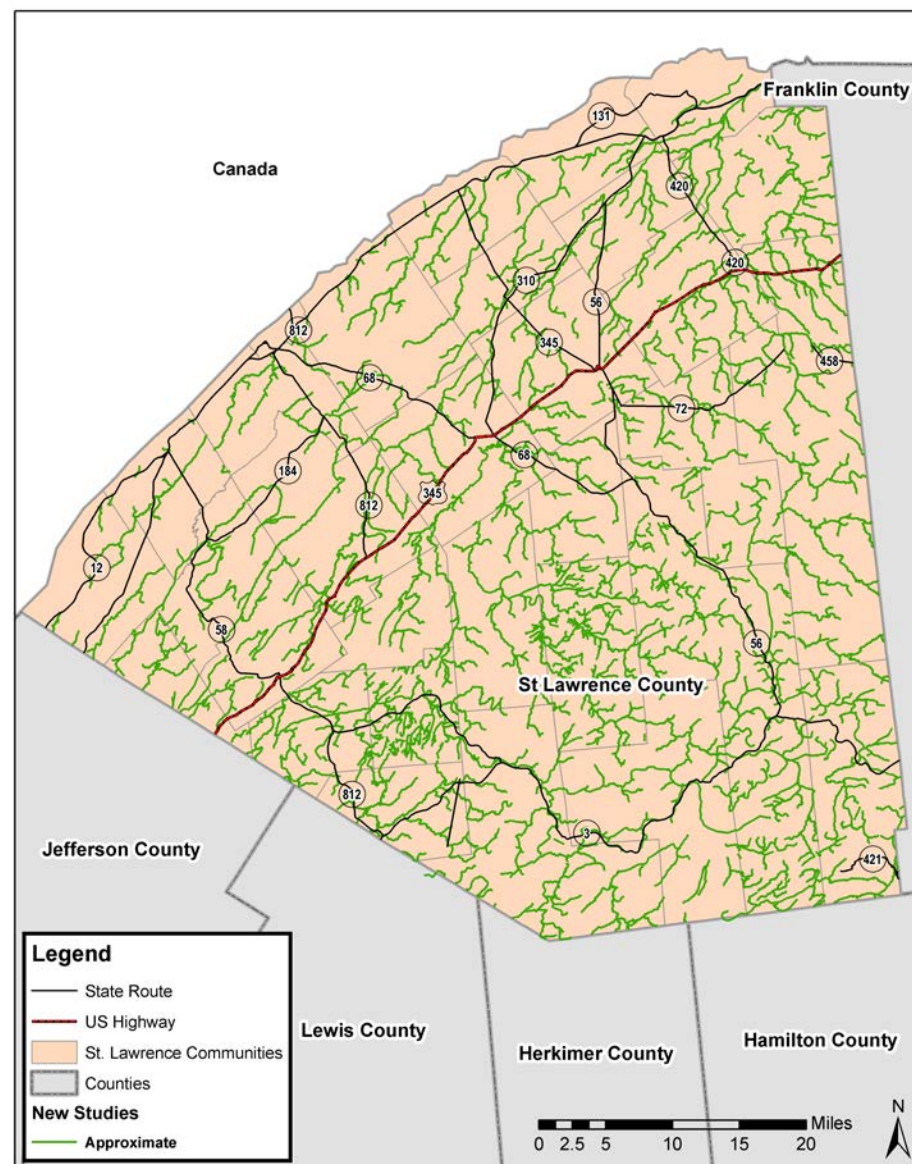 Franklin County
131
Canada
420
420
310
56
812
345
458
68
72
68
184
345
812
12
58
56
St Lawrence County
812
3
Jefferson County
421
Legend
State Route
US Highway
Lewis County
St. Lawrence Communities
Herkimer County
Hamilton County
Counties
New Studies
Approximate
N
Miles
0 2.5 5 10 15 20